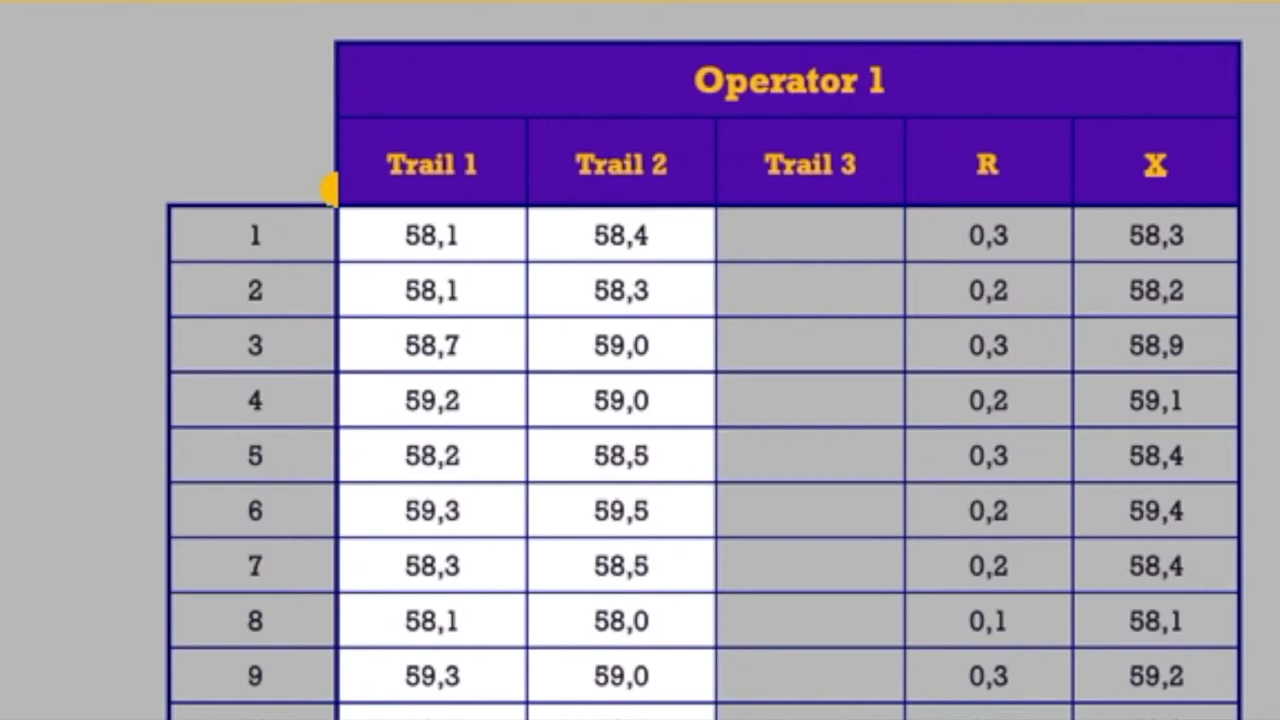 Operator 1
Trail 1 Trail 2 Trail 3 R X
1 58,1 58,4 0,3 58,3
2 58,1 58,3 0,2 58,2
3 58,7 59,0 0,3 58,9
4 59,2 59,0 0,2 59,1
5 58,2 58,5 0,3 58,4
6 59,3 59,5 0,2 59,4
7 58,3 58,5 0,2 58,4
8 58,1 58,0 0,1 58,1
9 59,3 59,0 0,3 59,2